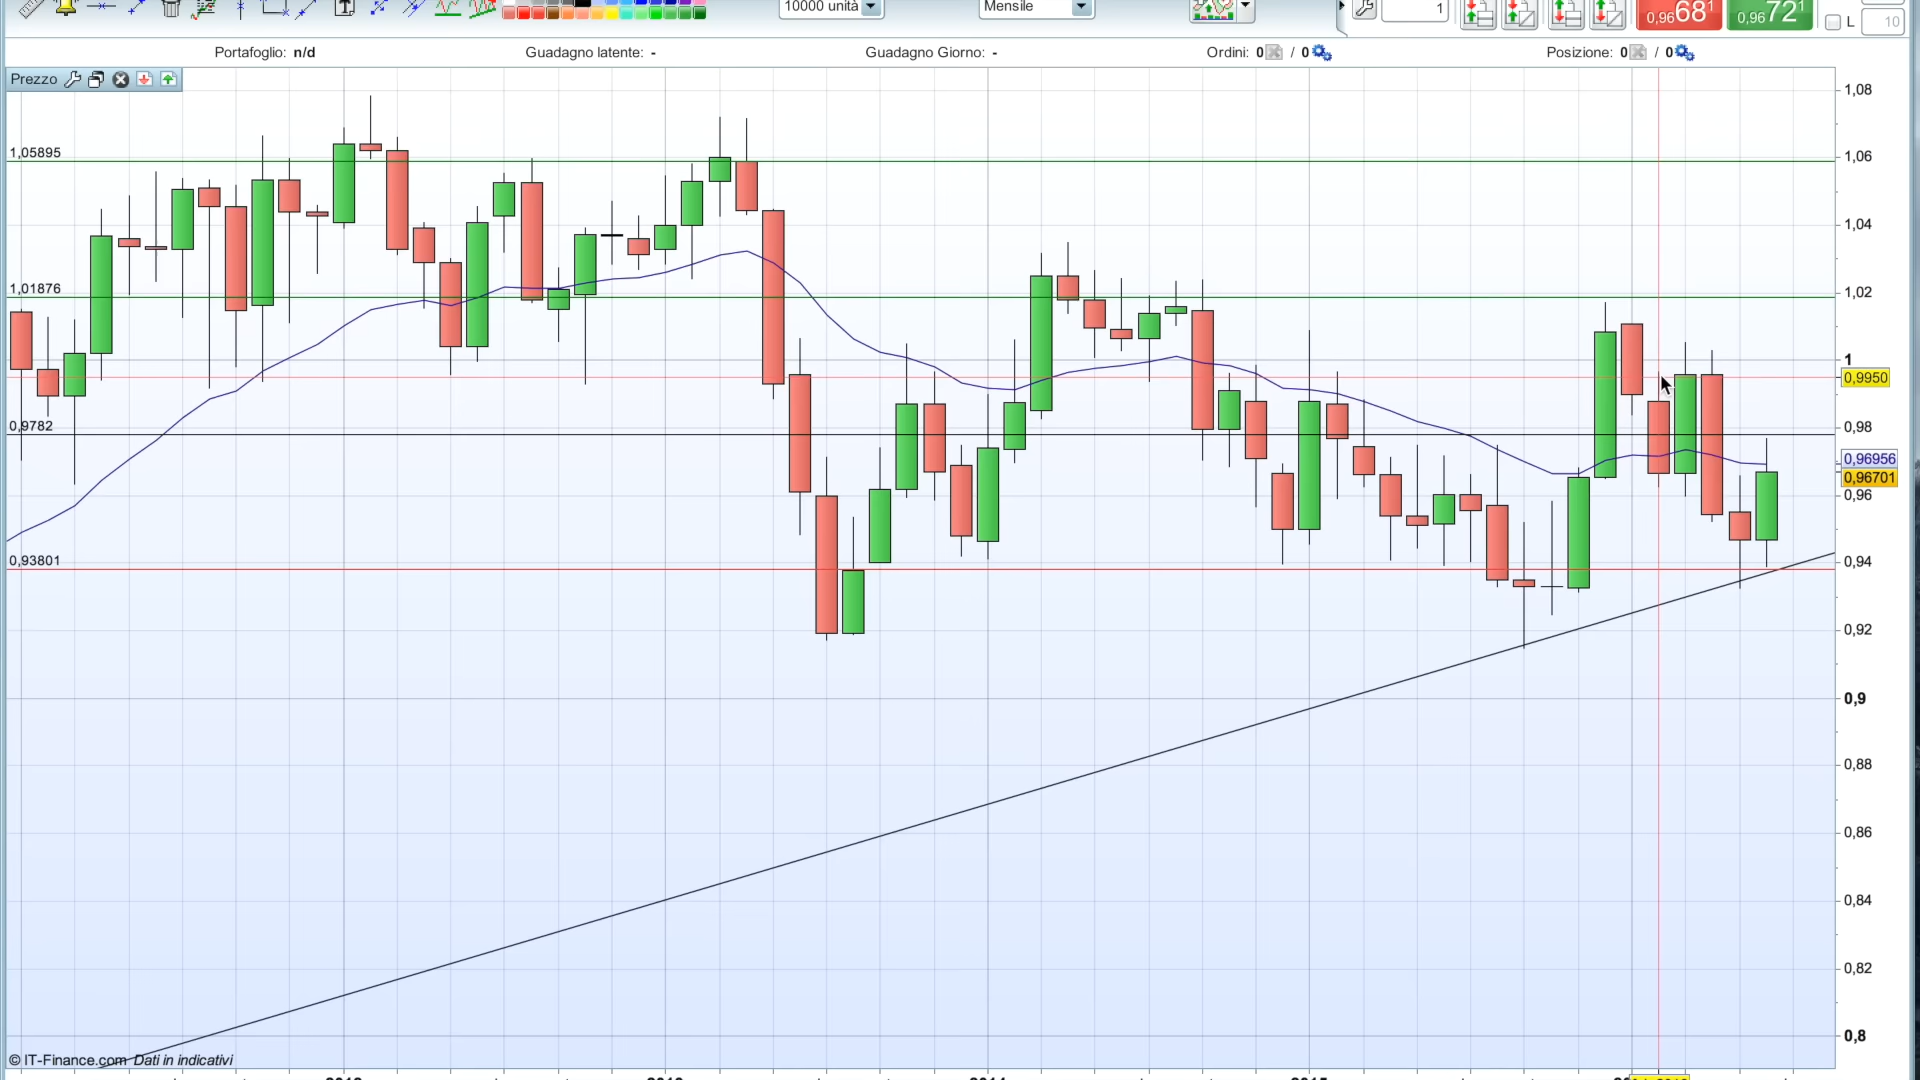 10000 unità
Mensile
1
0,9668¹
0,9672¹
L
10
Portafoglio: n/d
Guadagno latente: -
Guadagno Giorno: -
Ordini: 0 / 0
Posizione: 0 / 0
Prezzo
1,08
1,05895
1,06
1,04
1,01876
1,02
1
0,9950
0,9782
0,98
0,96956
0,96701
0,96
0,93801
0,94
0,92
0,9
0,88
0,86
0,84
0,82
0,8
© IT-Finance.com Dati in indicativi